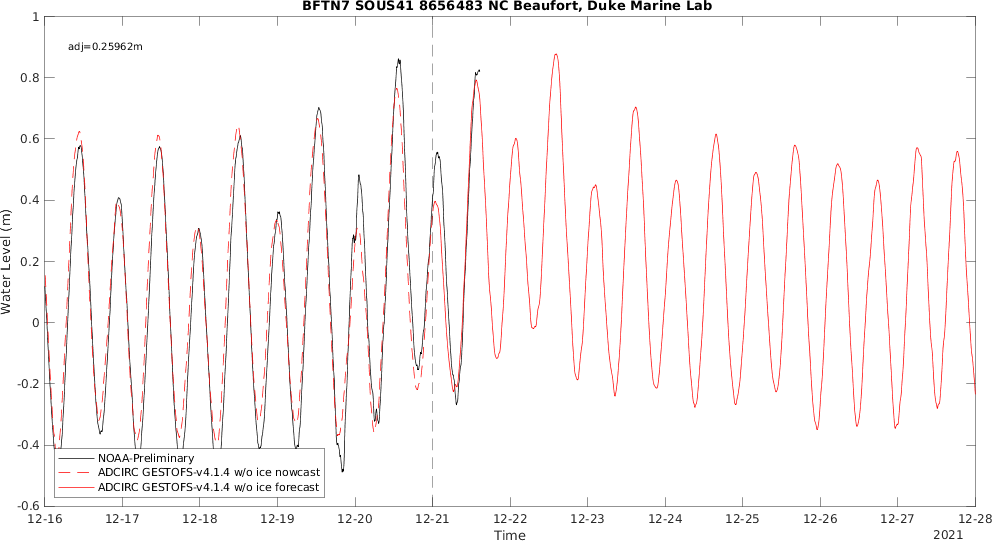 BFTN7 SOUS41 8656483 NC Beaufort, Duke Marine Lab
adj=0.25962m
Water Level (m)
1
0.8
0.6
0.4
0.2
0
-0.2
-0.4
-0.6
NOAA-Preliminary
ADCIRC GESTOFS-v4.1.4 w/o ice nowcast
ADCIRC GESTOFS-v4.1.4 w/o ice forecast
12-16 12-17 12-18 12-19 12-20 12-21 12-22 12-23 12-24 12-25 12-26 12-27 12-28
Time
2021